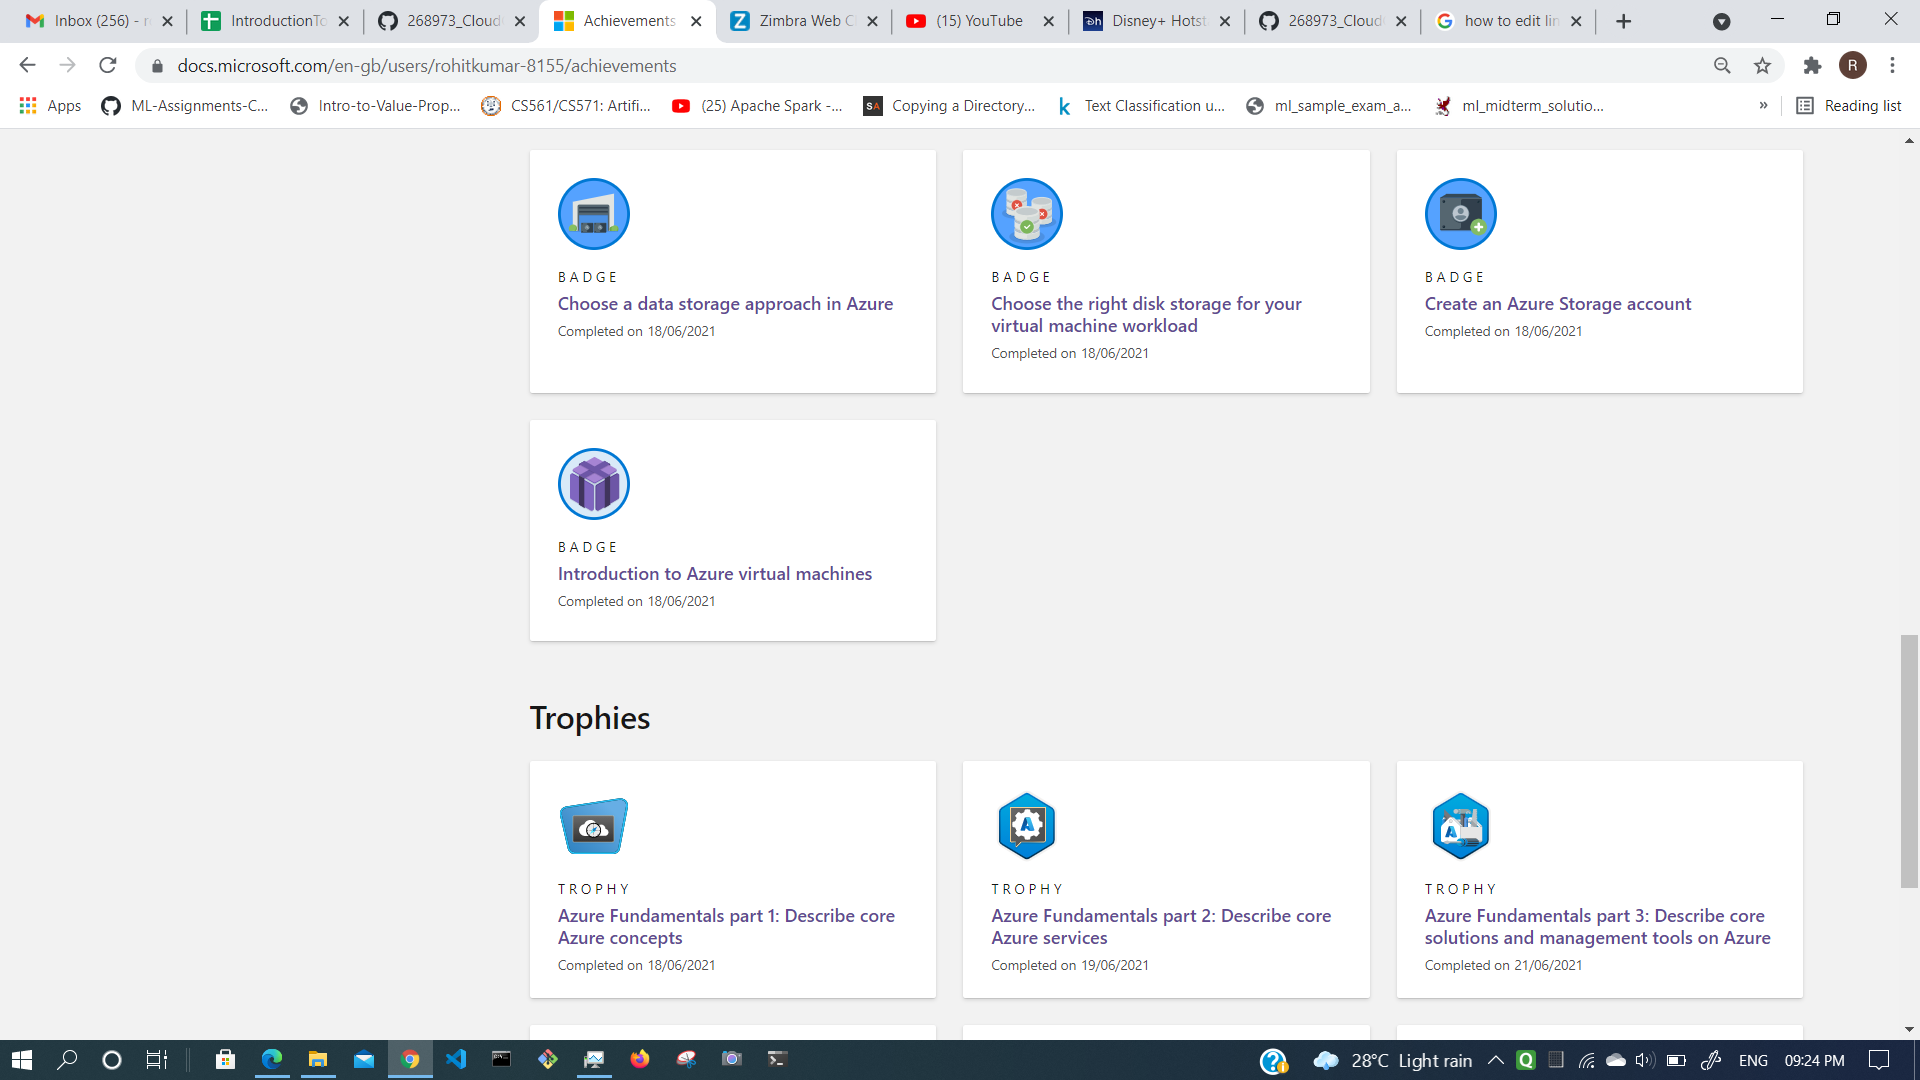 Inbox (256) - r
IntroductionTo
268973_Cloud
Achievements
Zimbra Web C
(15) YouTube
Disney+ Hotst
268973_Cloud
how to edit lin
docs.microsoft.com/en-gb/users/rohitkumar-8155/achievements
R
Apps
ML-Assignments-C...
Intro-to-Value-Prop...
CS561/CS571: Artifi...
(25) Apache Spark -...
SA
Copying a Directory...
k
Text Classification u...
ml_sample_exam_a...
ml_midterm_solutio...
»
Reading list
BADGE
Choose a data storage approach in Azure
Completed on 18/06/2021
BADGE
Choose the right disk storage for your
virtual machine workload
Completed on 18/06/2021
BADGE
Create an Azure Storage account
Completed on 18/06/2021
BADGE
Introduction to Azure virtual machines
Completed on 18/06/2021
Trophies
TROPHY
Azure Fundamentals part 1: Describe core
Azure concepts
Completed on 18/06/2021
TROPHY
Azure Fundamentals part 2: Describe core
Azure services
Completed on 19/06/2021
TROPHY
Azure Fundamentals part 3: Describe core
solutions and management tools on Azure
Completed on 21/06/2021
28°C Light rain
ENG
09:24 PM